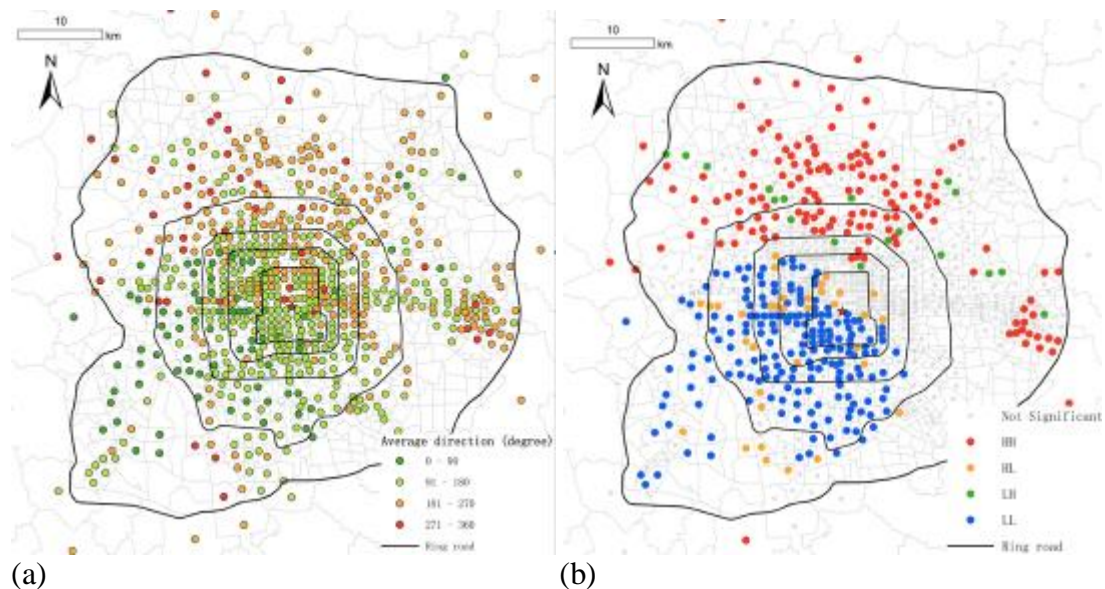 10
km
N
Average direction (degree)
0 - 90
91 - 180
181 - 270
271 - 360
Ring road
(a)
10
km
N
Not Significant
HH
HL
LH
LL
Ring road
(b)